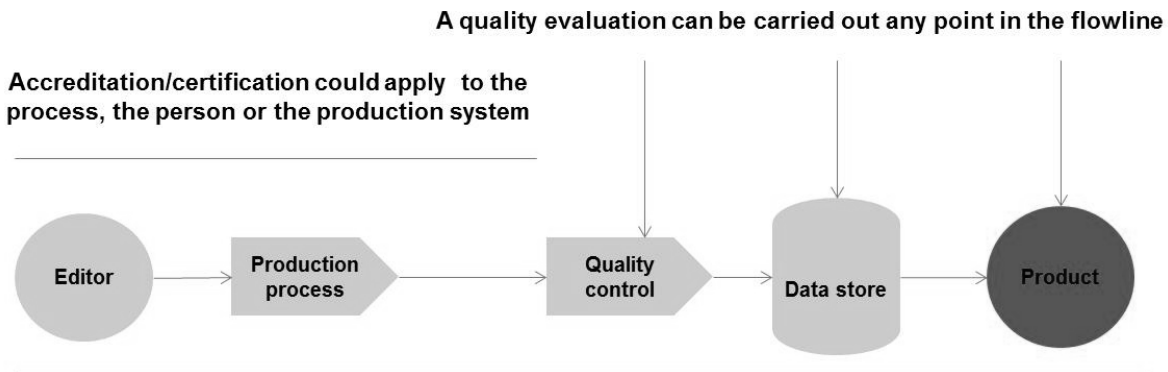 A quality evaluation can be carried out any point in the flowline
Accreditation/certification could apply to the
process, the person or the production system
Editor
Production
process
Quality
control
Data store
Product